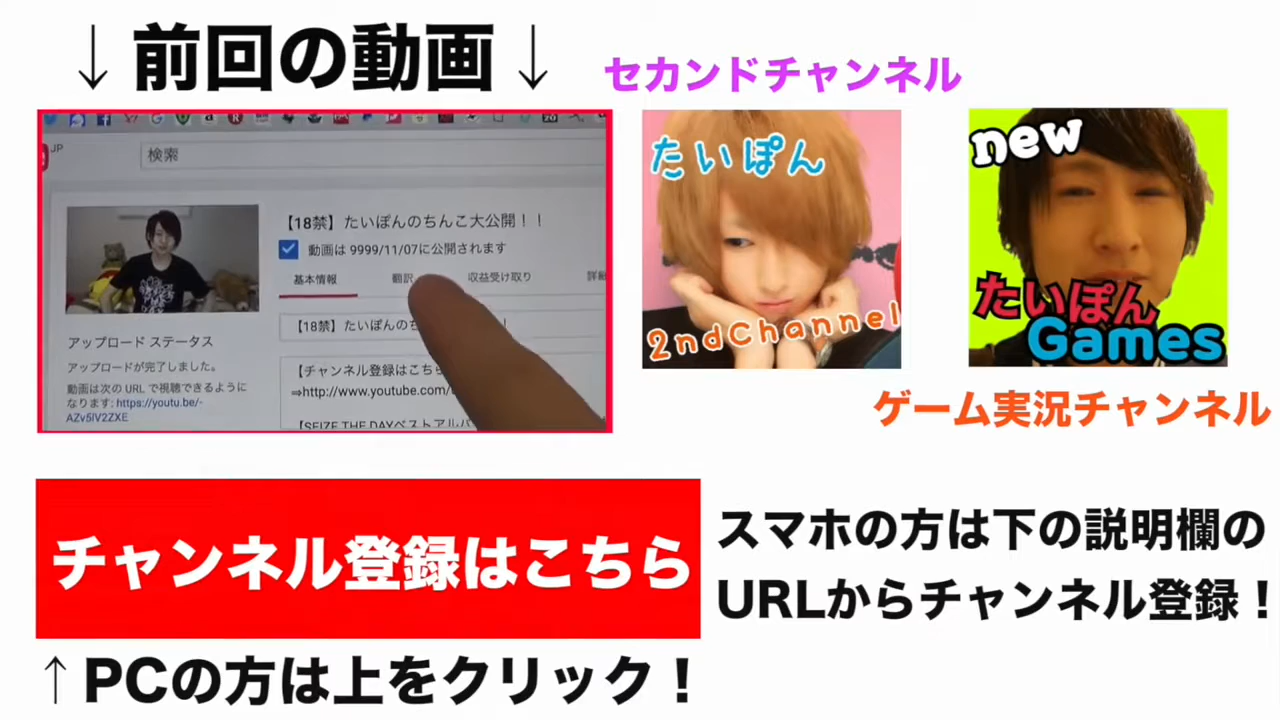 ↓前回の動画↓
セカンドチャンネル
JP
検索
【18禁】たいぽんのちんこ大公開！！
動画は 9999/11/07に公開されます
基本情報
翻訳
収益受け取り
【18禁】たいぽんの
アップロード ステータス
アップロードが完了しました。
動画は次の URL で視聴できるように
なります: https://youtu.be/-
AZv5lV2ZXE
【チャンネル登録はこちら
⇒http://www.youtube.com/
【SEIZE THE DAYベストアルバ
たいぽん
2ndChannel
new
たいぽん
Games
ゲーム実況チャンネル
チャンネル登録はこちら
スマホの方は下の説明欄の
URLからチャンネル登録！
↑PCの方は上をクリック！